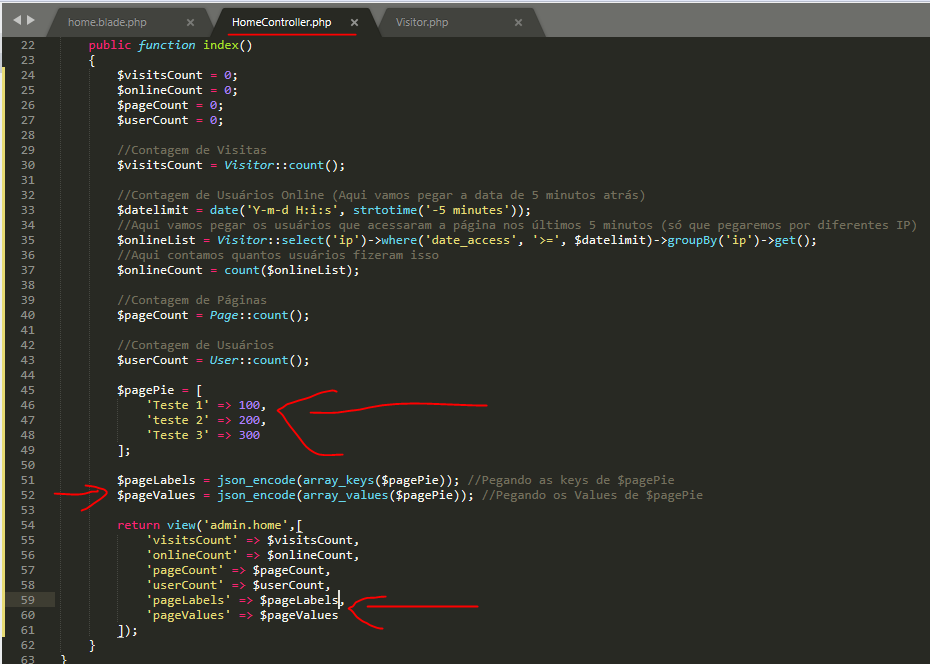 home.blade.php × HomeController.php × Visitor.php ×
22 public function index()
23 {
24 $visitsCount = 0;
25 $onlineCount = 0;
26 $pageCount = 0;
27 $userCount = 0;
28
29 //Contagem de Visitas
30 $visitsCount = Visitor::count();
31
32 //Contagem de Usuários Online (Aqui vamos pegar a data de 5 minutos atrás)
33 $datelimit = date('Y-m-d H:i:s', strtotime('-5 minutes'));
34 //Aqui vamos pegar os usuários que acessaram a página nos últimos 5 minutos (só que pegaremos por diferentes IP)
35 $onlineList = Visitor::select('ip')->where('date_access', '>=', $datelimit)->groupBy('ip')->get();
36 //Aqui contamos quantos usuários fizeram isso
37 $onlineCount = count($onlineList);
38
39 //Contagem de Páginas
40 $pageCount = Page::count();
41
42 //Contagem de Usuários
43 $userCount = User::count();
44
45 $pagePie = [
46 'Teste 1' => 100,
47 'teste 2' => 200,
48 'Teste 3' => 300
49 ];
50
51 $pageLabels = json_encode(array_keys($pagePie)); //Pegando as keys de $pagePie
52 $pageValues = json_encode(array_values($pagePie)); //Pegando os Values de $pagePie
53
54 return view('admin.home',[
55 'visitsCount' => $visitsCount,
56 'onlineCount' => $onlineCount,
57 'pageCount' => $pageCount,
58 'userCount' => $userCount,
59 'pageLabels' => $pageLabels,
60 'pageValues' => $pageValues
61 ]);
62 }
63 }